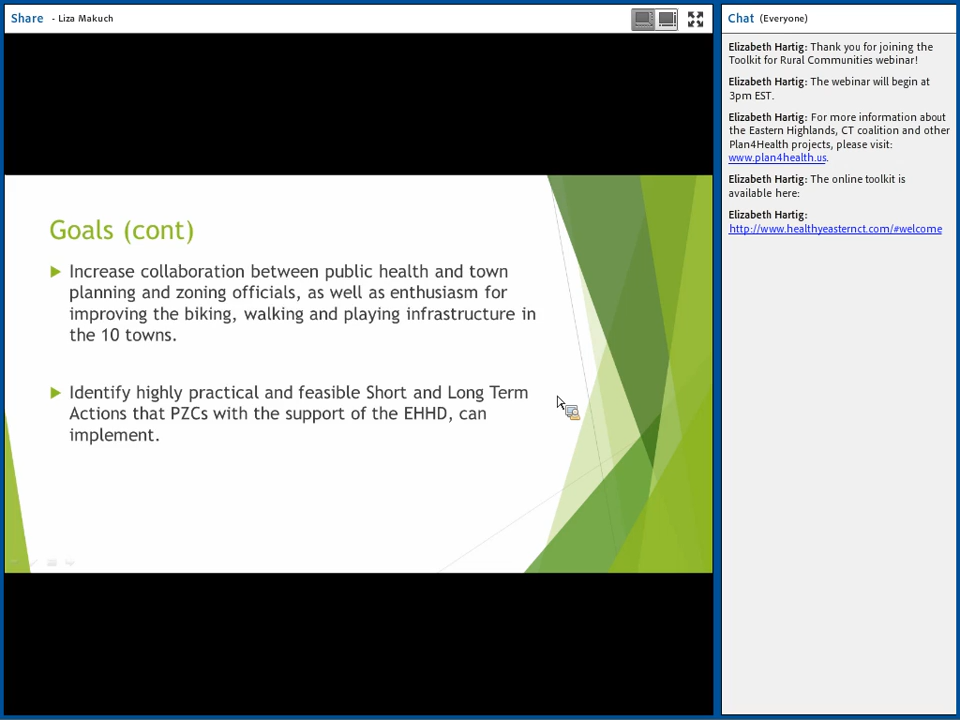 Share - Liza Makuch
Goals (cont)
Increase collaboration between public health and town
planning and zoning officials, as well as enthusiasm for
improving the biking, walking and playing infrastructure in
the 10 towns.
Identify highly practical and feasible Short and Long Term
Actions that PZCs with the support of the EHHD, can
implement.
Chat (Everyone)
Elizabeth Hartig: Thank you for joining the
Toolkit for Rural Communities webinar!
Elizabeth Hartig: The webinar will begin at
3pm EST.
Elizabeth Hartig: For more information about
the Eastern Highlands, CT coalition and other
Plan4Health projects, please visit:
www.plan4health.us.
Elizabeth Hartig: The online toolkit is
available here:
Elizabeth Hartig:
http://www.healthyeasternct.com/#welcome